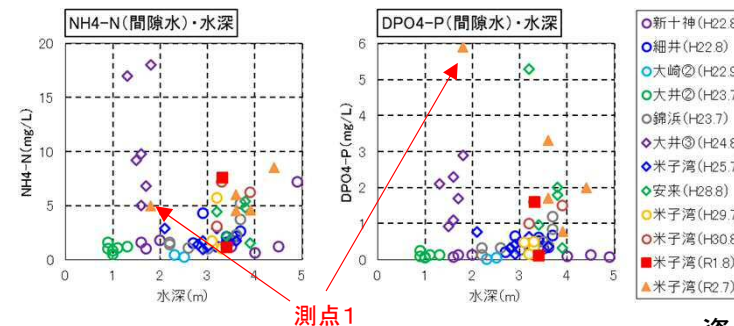 NH4-N(間隙水)・水深
NH4-N(mg/L)
20
15
10
5
0
0 1 2 3 4 5
水深(m)
DPO4-P(間隙水)・水深
DPO4-P(mg/L)
6
5
4
3
2
1
0
0 1 2 3 4 5
水深(m)
測点1
新十神(H22.8
細井(H22.8)
大崎②(H22.9
大井②(H23.7
錦浜(H23.7)
大井③(H24.8
米子湾(H25.7
安来(H28.8)
米子湾(H29.7
米子湾(H30.8
米子湾(R1.8)
米子湾(R2.7)